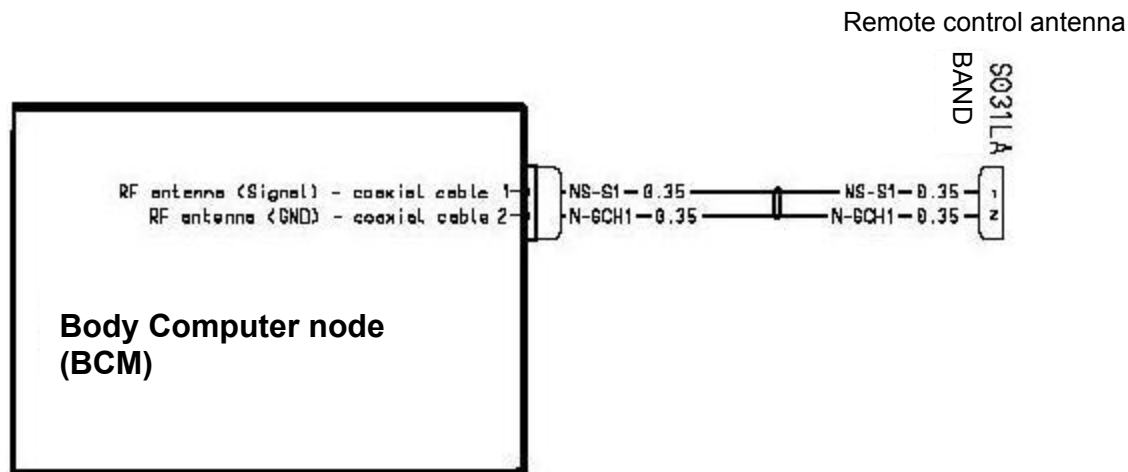 Remote control antenna
BAND
S031LA
RF antenna (Signal) - coaxial cable 1
NS-S1-0.35
NS-S1-0.35
1
RF antenna (GND) - coaxial cable 2
N-GCH1-0.35
N-GCH1-0.35
2
Body Computer node
(BCM)